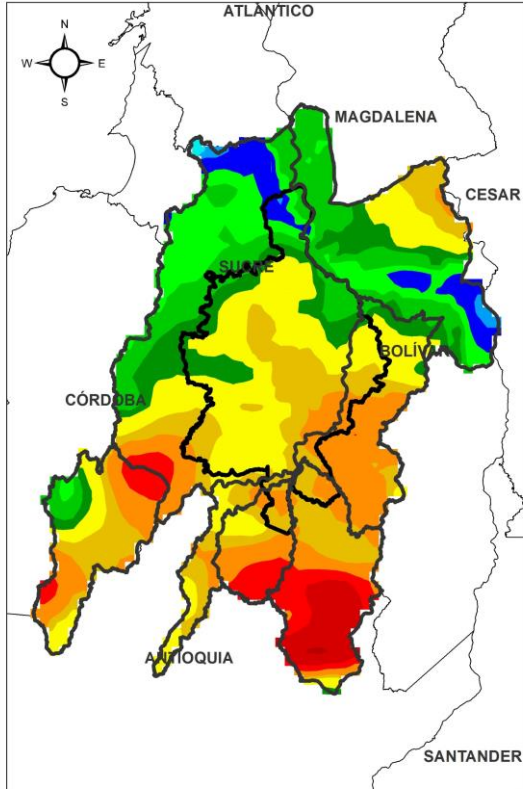 ATLÁNTICO
N
W E
S
MAGDALENA
CESAR
SUCRE
BOLÍVAR
CÓRDOBA
ANTIOQUIA
SANTANDER